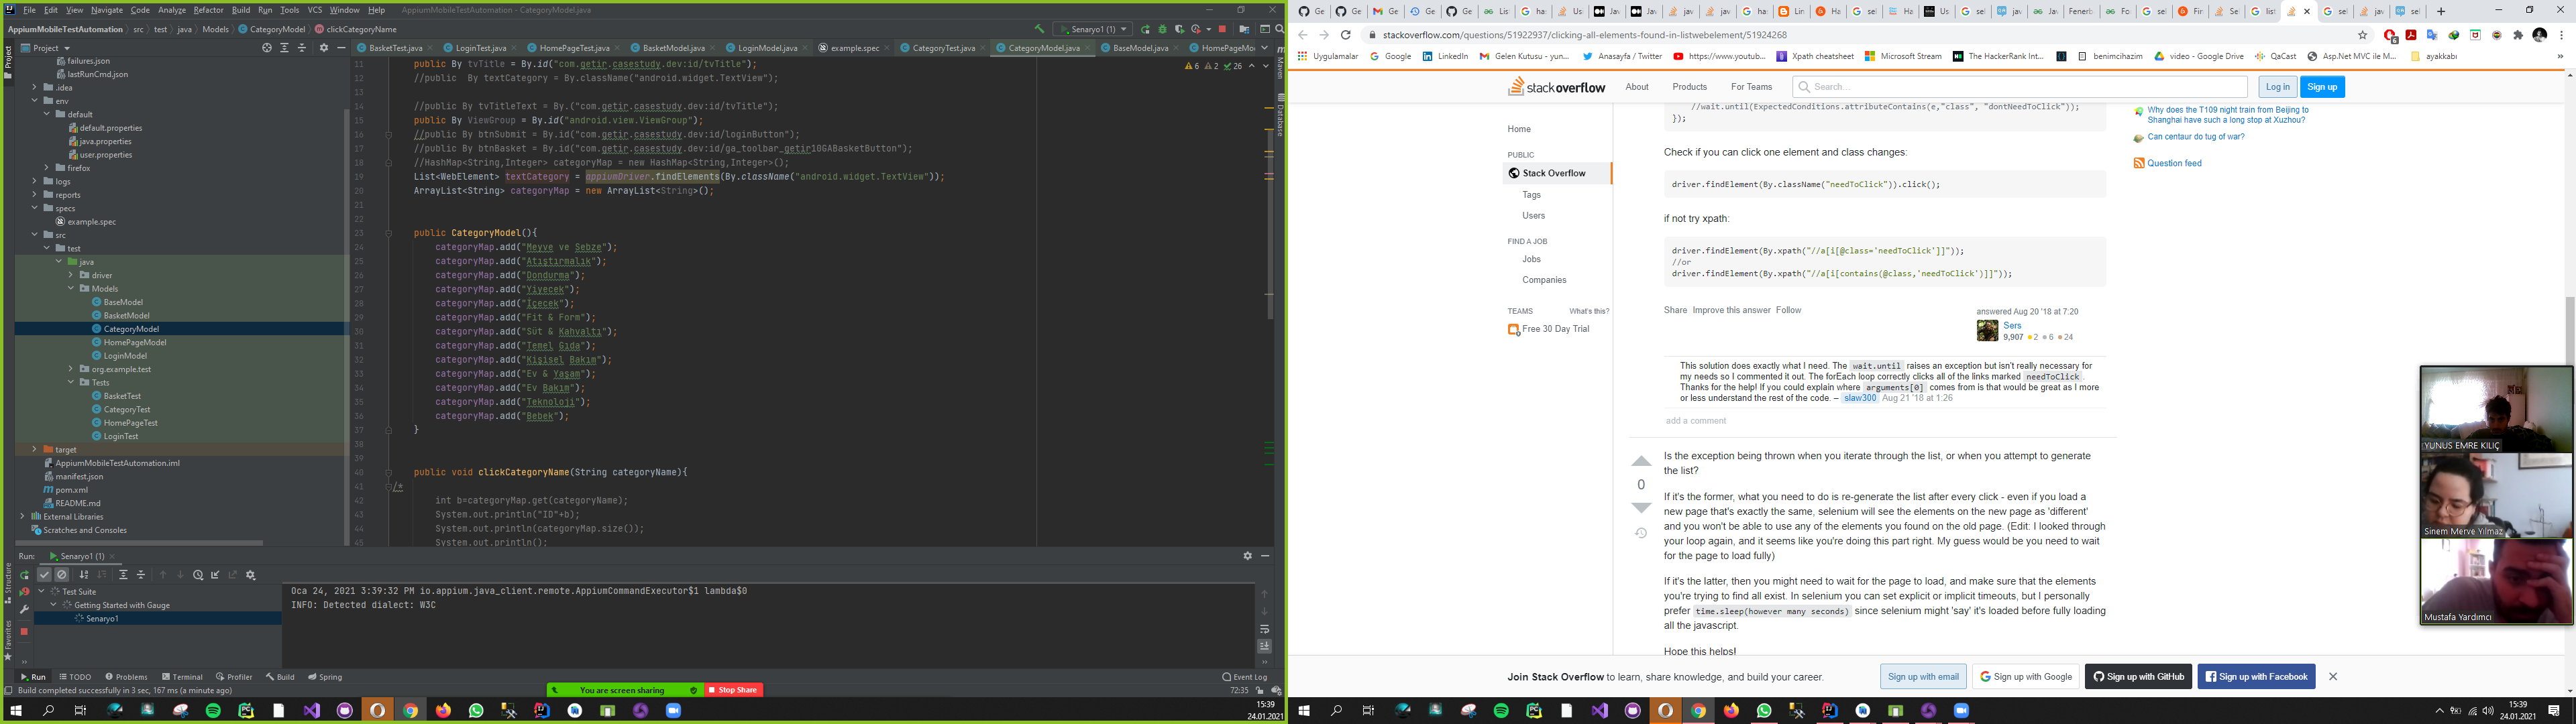 File Edit View Navigate Code Analyze Refactor Build Run Tools VCS Window Help AppiumMobileTestAutomation - CategoryModel.java
AppiumMobileTestAutomation src test java Models CategoryModel clickCategoryName
Senaryo1 (1)
Project
BasketTest.java LoginTest.java HomePageTest.java BasketModel.java LoginModel.java example.spec CategoryTest.java CategoryModel.java BaseModel.java HomePageMo
failures.json
lastRunCmd.json
.idea
env
default
default.properties
java.properties
user.properties
firefox
logs
reports
specs
example.spec
src
test
java
driver
Models
BaseModel
BasketModel
CategoryModel
HomePageModel
LoginModel
org.example.test
Tests
BasketTest
CategoryTest
HomePageTest
LoginTest
target
AppiumMobileTestAutomation.iml
manifest.json
pom.xml
README.md
External Libraries
Scratches and Consoles
6 2 26
11 public By tvTitle = By.id("com.getir.casestudy.dev:id/tvTitle");
12 //public By textCategory = By.className("android.widget.TextView");
13
14 //public By tvTitleText = By.("com.getir.casestudy.dev:id/tvTitle");
15 public By ViewGroup = By.id("android.view.ViewGroup");
16 //public By btnSubmit = By.id("com.getir.casestudy.dev:id/loginButton");
17 //public By btnBasket = By.id("com.getir.casestudy.dev:id/ga_toolbar_getir10GABasketButton");
18 //HashMap<String,Integer> categoryMap = new HashMap<String,Integer>();
19 List<WebElement> textCategory = appiumDriver.findElements(By.className("android.widget.TextView"));
20 ArrayList<String> categoryMap = new ArrayList<String>();
21
22
23 public CategoryModel(){
24 categoryMap.add("Meyve ve Sebze");
25 categoryMap.add("Atıştırmalık");
26 categoryMap.add("Dondurma");
27 categoryMap.add("Yiyecek");
28 categoryMap.add("İçecek");
29 categoryMap.add("Fit & Form");
30 categoryMap.add("Süt & Kahvaltı");
31 categoryMap.add("Temel Gıda");
32 categoryMap.add("Kişisel Bakım");
33 categoryMap.add("Ev & Yaşam");
34 categoryMap.add("Ev Bakım");
35 categoryMap.add("Teknoloji");
36 categoryMap.add("Bebek");
37 }
38
39
40 public void clickCategoryName(String categoryName){
41 /*
42 int b=categoryMap.get(categoryName);
43 System.out.println("ID"+b);
44 System.out.println(categoryMap.size());
45 System.out.println();
Maven
Database
Structure
Favorites
Run: Senaryo1 (1)
Test Suite
Getting Started with Gauge
Senaryo1
Oca 24, 2021 3:39:32 PM io.appium.java_client.remote.AppiumCommandExecutor$1 lambda$0
INFO: Detected dialect: W3C
Run TODO Problems Terminal Profiler Build Spring Event Log
Build completed successfully in 3 sec, 167 ms (a minute ago) 72:35
You are screen sharing Stop Share
15:39
24.01.2021
stackoverflow.com/questions/51922937/clicking-all-elements-found-in-listwebelement/51924268
Uygulamalar Google LinkedIn Gelen Kutusu - yun... Anasayfa / Twitter https://www.youtub... Xpath cheatsheet Microsoft Stream The HackerRank Int... benimcihazim video - Google Drive QaCast Asp.Net MVC ile M... ayakkabı
stackoverflow About Products For Teams Search... Log in Sign up
Home
PUBLIC
Stack Overflow
Tags
Users
FIND A JOB
Jobs
Companies
TEAMS What's this?
Free 30 Day Trial
//wait.until(ExpectedConditions.attributeContains(e,"class", "dontNeedToClick"));
});
Check if you can click one element and class changes:
driver.findElement(By.className("needToClick")).click();
if not try xpath:
driver.findElement(By.xpath("//a[i[@class='needToClick']]"));
//or
driver.findElement(By.xpath("//a[i[contains(@class,'needToClick')]]"));
Share Improve this answer Follow
answered Aug 20 '18 at 7:20
Sers
9,907 2 6 24
This solution does exactly what I need. The wait.until raises an exception but isn't really necessary for
my needs so I commented it out. The forEach loop correctly clicks all of the links marked needToClick .
Thanks for the help! If you could explain where arguments[0] comes from is that would be great as I more
or less understand the rest of the code. – slaw300 Aug 21 '18 at 1:26
add a comment
0
Is the exception being thrown when you iterate through the list, or when you attempt to generate
the list?
If it's the former, what you need to do is re-generate the list after every click - even if you load a
new page that's exactly the same, selenium will see the elements on the new page as 'different'
and you won't be able to use any of the elements you found on the old page. (Edit: I looked through
your loop again, and it seems like you're doing this part right. My guess would be you need to wait
for the page to load fully)
If it's the latter, then you might need to wait for the page to load, and make sure that the elements
you're trying to find all exist. In selenium you can set explicit or implicit timeouts, but I personally
prefer time.sleep(however many seconds) since selenium might 'say' it's loaded before fully loading
all the javascript.
Hope this helps!
Why does the T109 night train from Beijing to
Shanghai have such a long stop at Xuzhou?
Can centaur do tug of war?
Question feed
YUNUS EMRE KILIÇ
Sinem Merve Yılmaz
Mustafa Yardımcı
Join Stack Overflow to learn, share knowledge, and build your career. Sign up with email Sign up with Google Sign up with GitHub Sign up with Facebook
15:39
24.01.2021